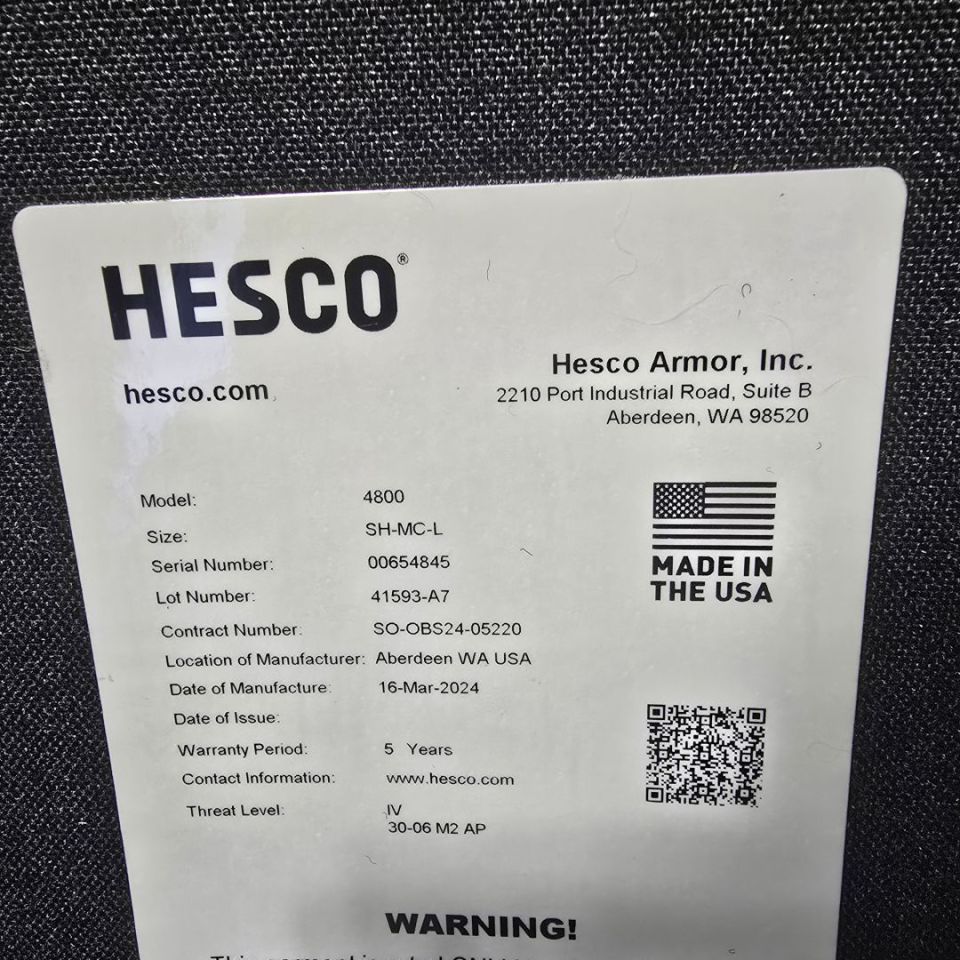 HESCO®
hesco.com
Hesco Armor, Inc.
2210 Port Industrial Road, Suite B
Aberdeen, WA 98520
Model: 4800
Size: SH-MC-L
Serial Number: 00654845
Lot Number: 41593-A7
Contract Number: SO-OBS24-05220
Location of Manufacturer: Aberdeen WA USA
Date of Manufacture: 16-Mar-2024
Date of Issue:
Warranty Period: 5 Years
Contact Information: www.hesco.com
Threat Level: IV
30-06 M2 AP
MADE IN
THE USA
WARNING!